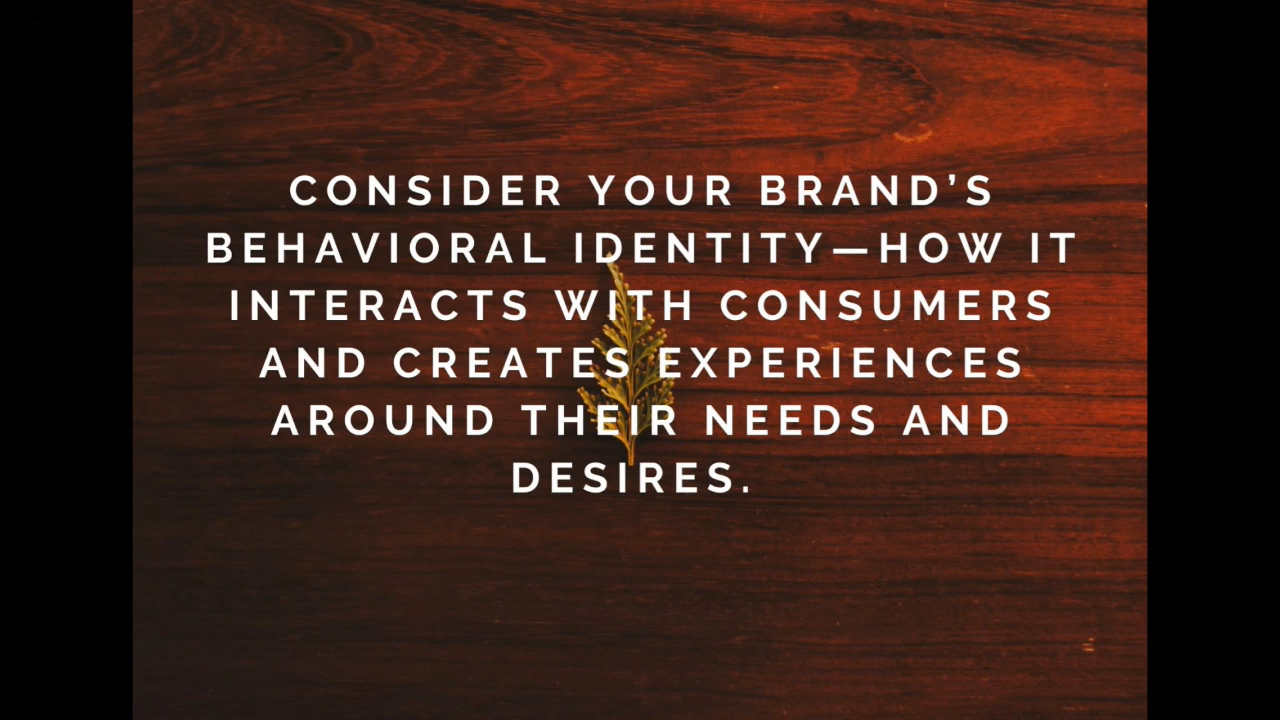 CONSIDER YOUR BRAND’S
BEHAVIORAL IDENTITY—HOW IT
INTERACTS WITH CONSUMERS
AND CREATES EXPERIENCES
AROUND THEIR NEEDS AND
DESIRES.